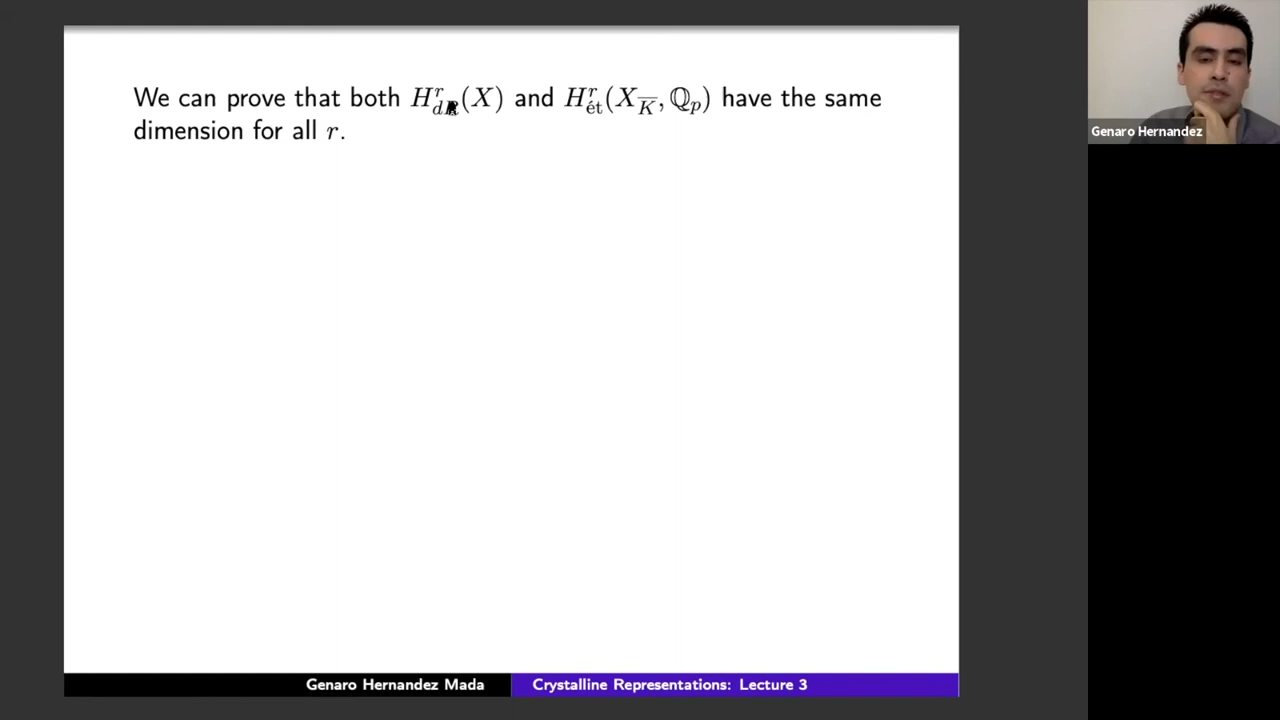 We can prove that both $H^r_{dR}(X)$ and $H^r_{\text{ét}}(X_{\overline{K}}, \mathbb{Q}_p)$ have the same
dimension for all $r$.
Genaro Hernandez
Genaro Hernandez Mada
Crystalline Representations: Lecture 3